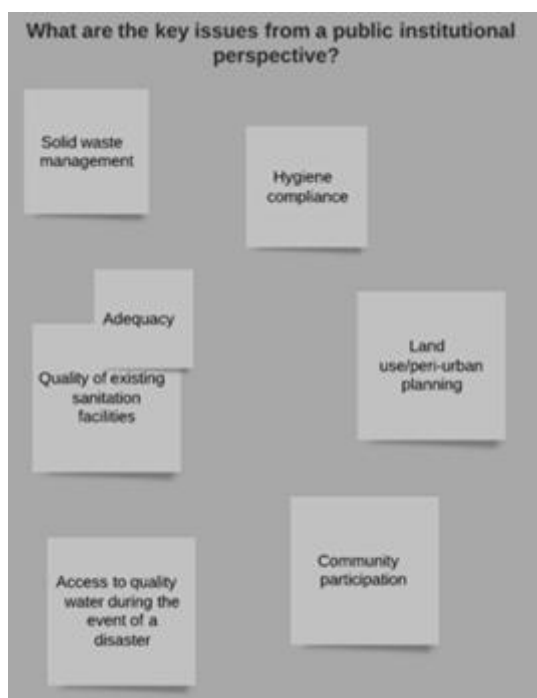 What are the key issues from a public institutional
perspective?
Solid waste
management
Hygiene
compliance
Adequacy
Quality of existing
sanitation
facilities
Land
use/peri-urban
planning
Access to quality
water during the
event of a
disaster
Community
participation